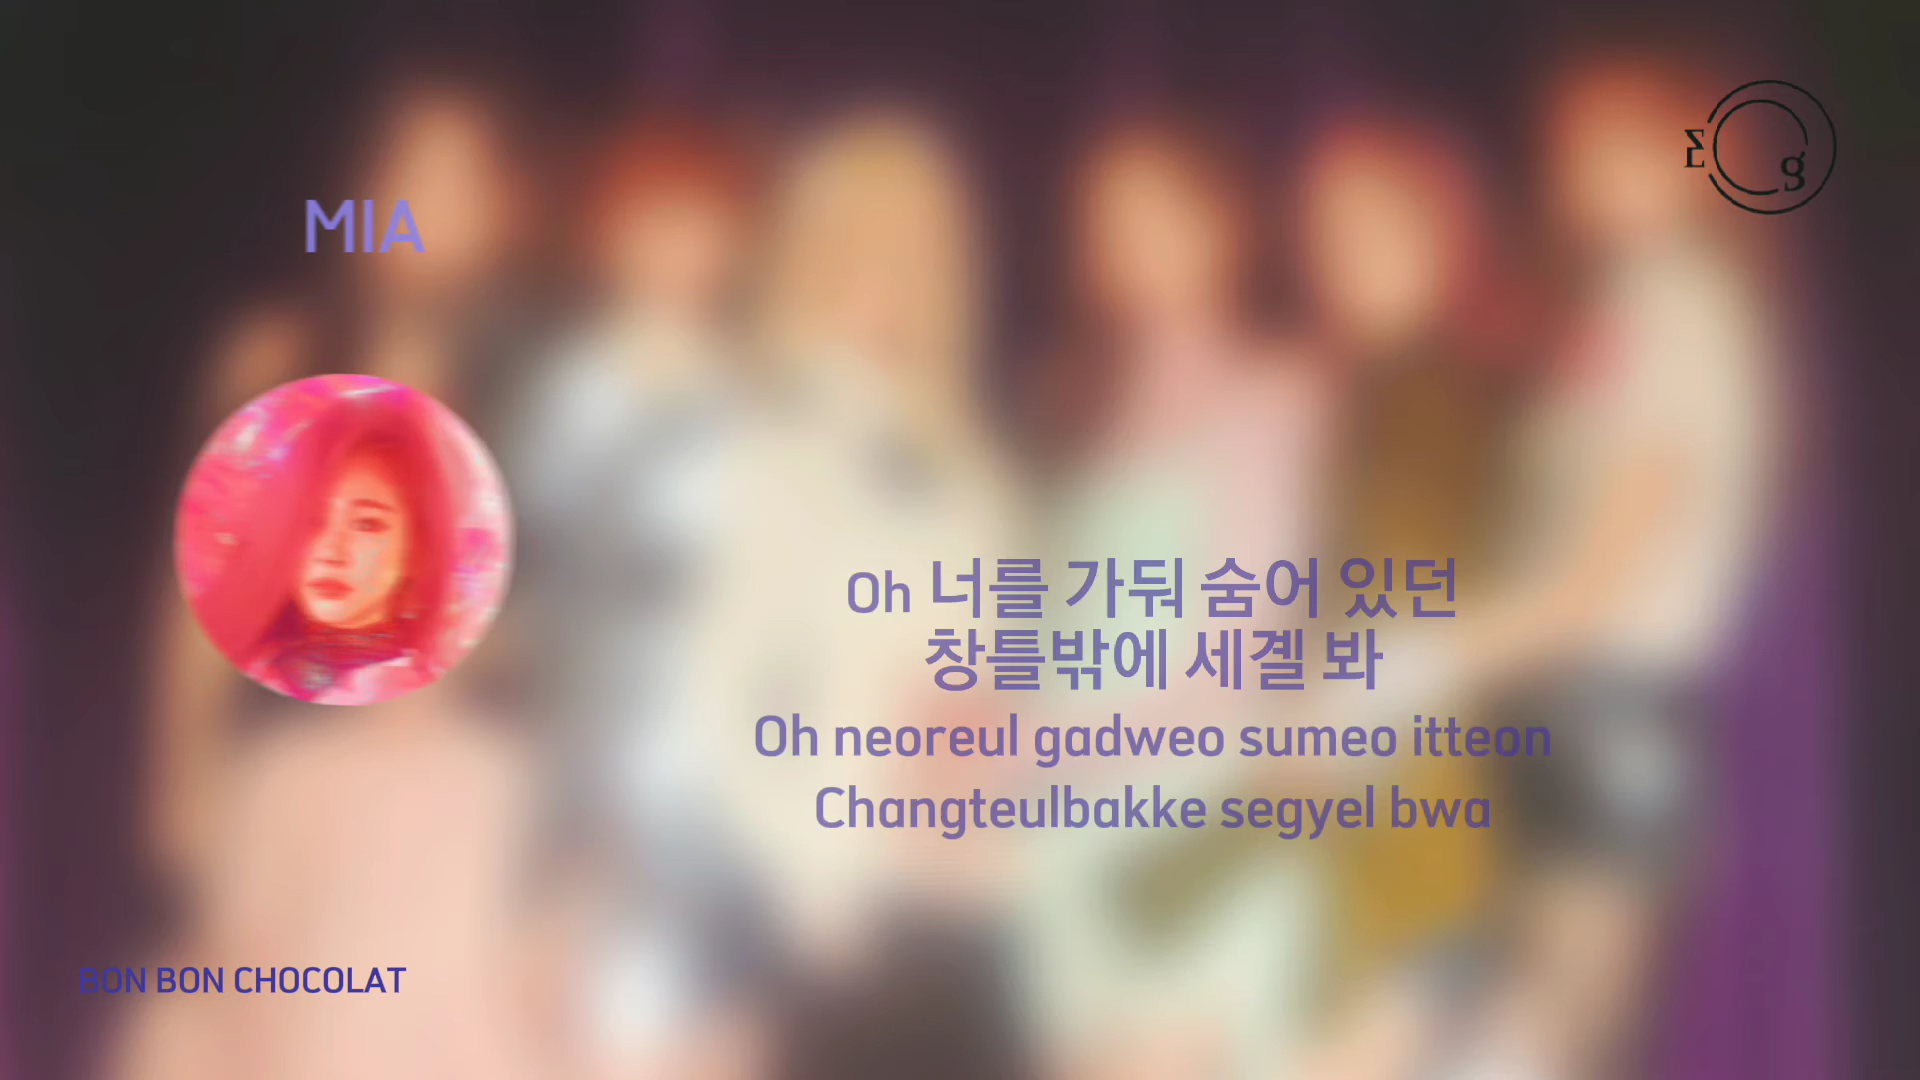 MIA
Oh 너를 가둬 숨어 있던
창틀밖에 세곌 봐
Oh neoreul gadweo sumeo itteon
Changteulbakke segyel bwa
BON BON CHOCOLAT